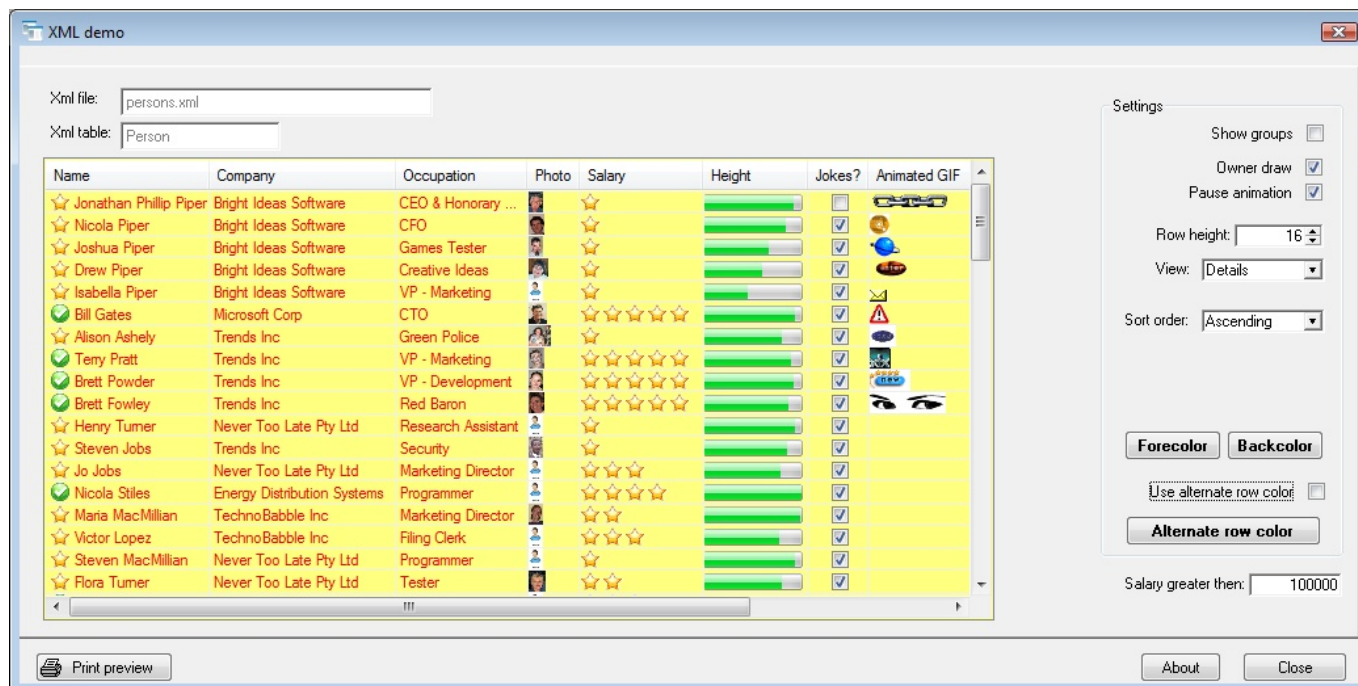 XML demo
Xml file: persons.xml
Xml table: Person
Name Company Occupation Photo Salary Height Jokes? Animated GIF
Jonathan Phillip Piper Bright Ideas Software CEO & Honorary ...
Nicola Piper Bright Ideas Software CFO
Joshua Piper Bright Ideas Software Games Tester
Drew Piper Bright Ideas Software Creative Ideas
Isabella Piper Bright Ideas Software VP - Marketing
Bill Gates Microsoft Corp CTO
Alison Ashely Trends Inc Green Police
Terry Pratt Trends Inc VP - Marketing
Brett Powder Trends Inc VP - Development new
Brett Fowley Trends Inc Red Baron
Henry Turner Never Too Late Pty Ltd Research Assistant
Steven Jobs Trends Inc Security
Jo Jobs Never Too Late Pty Ltd Marketing Director
Nicola Stiles Energy Distribution Systems Programmer
Maria MacMillian TechnoBabble Inc Marketing Director
Victor Lopez TechnoBabble Inc Filing Clerk
Steven MacMillian Never Too Late Pty Ltd Programmer
Flora Turner Never Too Late Pty Ltd Tester
Settings
Show groups
Owner draw
Pause animation
Row height: 16
View: Details
Sort order: Ascending
Forecolor Backcolor
Use alternate row color
Alternate row color
Salary greater then: 100000
Print preview About Close